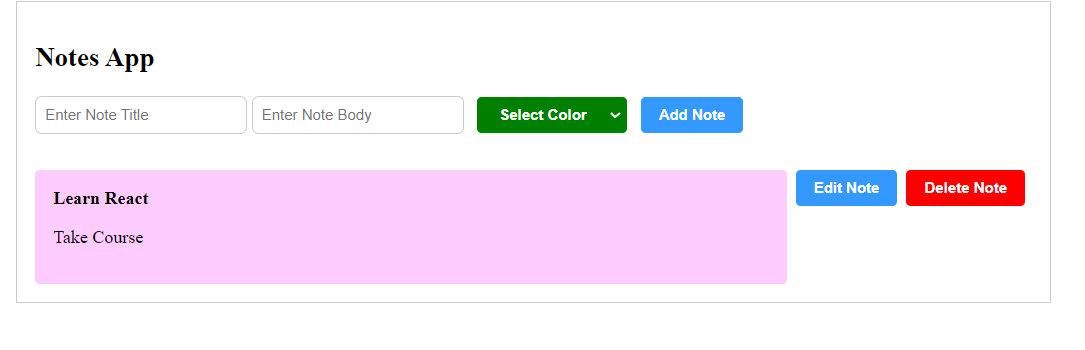 Notes App
Enter Note Title Enter Note Body Select Color Add Note
Learn React Edit Note Delete Note
Take Course